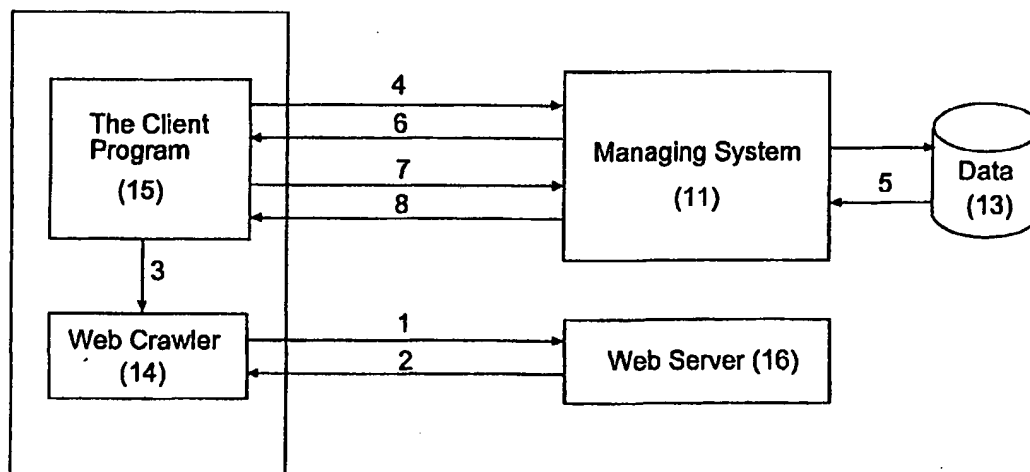 The Client
Program
(15)
4
6
7
8
Managing System
(11)
5
Data
(13)
3
Web Crawler
(14)
1
2
Web Server (16)